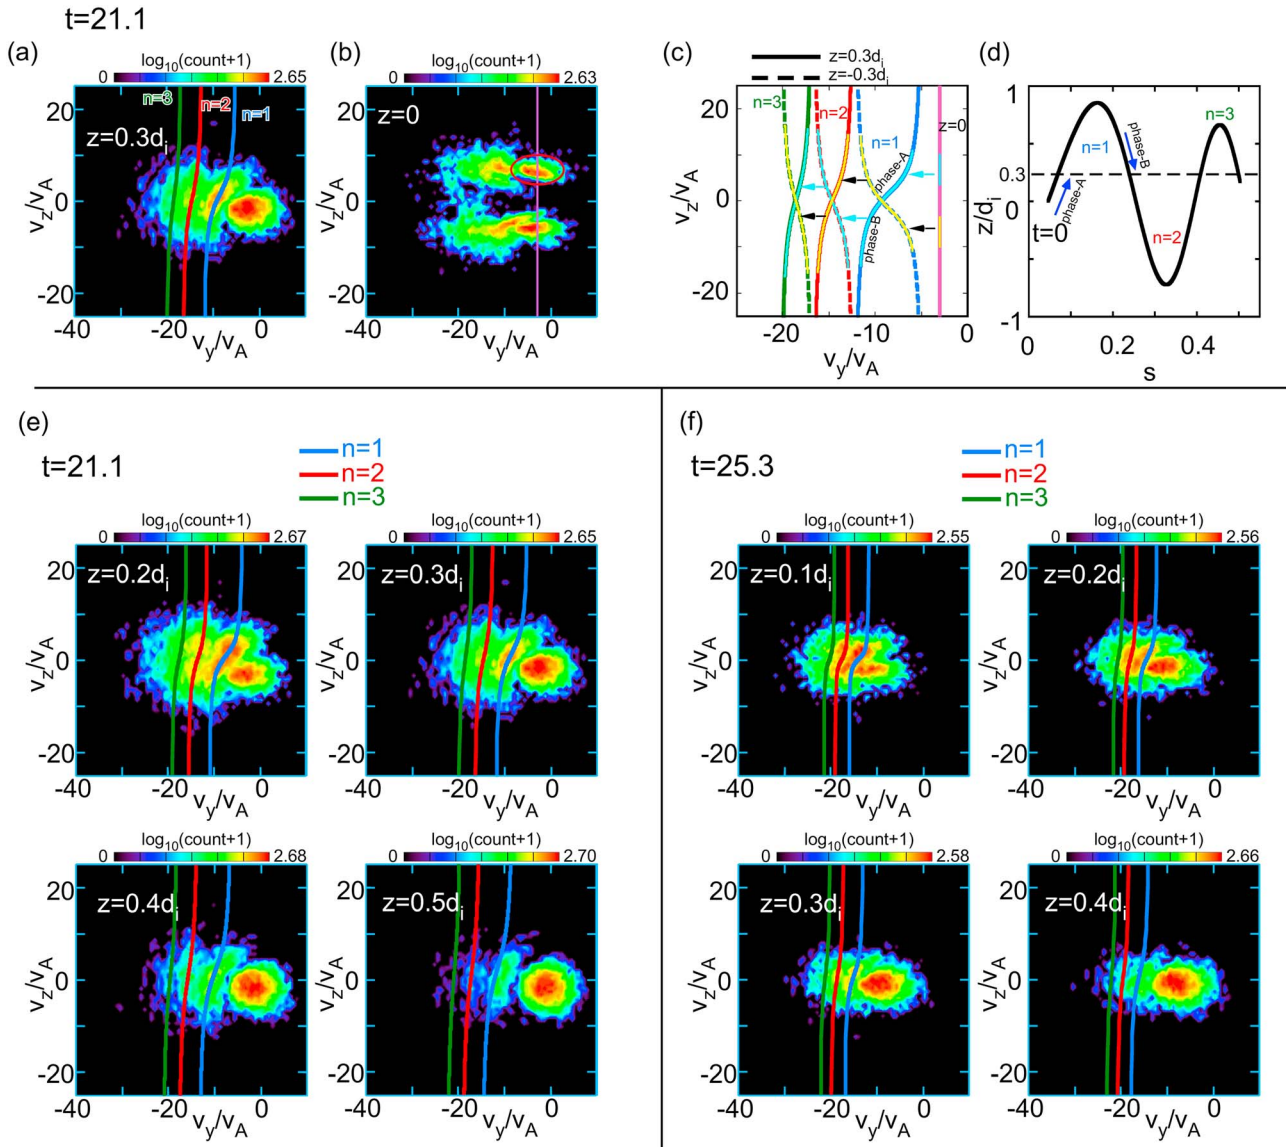 t=21.1
(a)
log10(count+1)
0
2.65
n=3
n=2
n=1
z=0.3di
20
0
-20
vz/vA
-40
-20
0
vy/vA
(b)
log10(count+1)
0
2.63
z=0
20
0
-20
vz/vA
-40
-20
0
vy/vA
(c)
z=0.3di
z=-0.3di
n=3
n=2
n=1
z=0
phase-A
phase-B
20
0
-20
vz/vA
-20
-10
0
vy/vA
(d)
1
0.3
0
-1
z/di
n=1
n=2
n=3
phase-A
phase-B
t=0
0
0.2
0.4
s
(e)
t=21.1
n=1
n=2
n=3
log10(count+1)
0
2.67
z=0.2di
20
0
-20
vz/vA
-40
-20
0
vy/vA
log10(count+1)
0
2.65
z=0.3di
20
0
-20
vz/vA
-40
-20
0
vy/vA
log10(count+1)
0
2.68
z=0.4di
20
0
-20
vz/vA
-40
-20
0
vy/vA
log10(count+1)
0
2.70
z=0.5di
20
0
-20
vz/vA
-40
-20
0
vy/vA
(f)
t=25.3
n=1
n=2
n=3
log10(count+1)
0
2.55
z=0.1di
20
0
-20
vz/vA
-40
-20
0
vy/vA
log10(count+1)
0
2.56
z=0.2di
20
0
-20
vz/vA
-40
-20
0
vy/vA
log10(count+1)
0
2.58
z=0.3di
20
0
-20
vz/vA
-40
-20
0
vy/vA
log10(count+1)
0
2.66
z=0.4di
20
0
-20
vz/vA
-40
-20
0
vy/vA